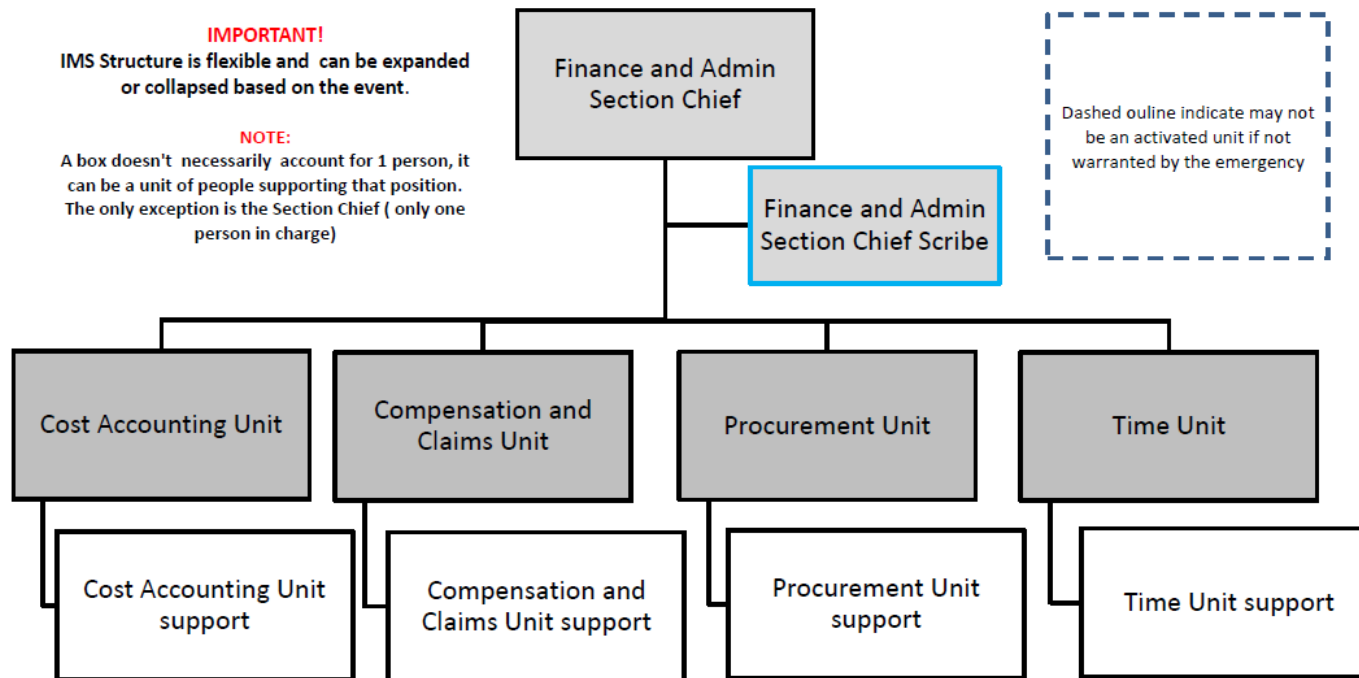 IMPORTANT!
IMS Structure is flexible and can be expanded
or collapsed based on the event.
NOTE:
A box doesn't necessarily account for 1 person, it
can be a unit of people supporting that position.
The only exception is the Section Chief ( only one
person in charge)
Finance and Admin
Section Chief
Dashed ouline indicate may not
be an activated unit if not
warranted by the emergency
Finance and Admin
Section Chief Scribe
Cost Accounting Unit
Compensation and
Claims Unit
Procurement Unit
Time Unit
Cost Accounting Unit
support
Compensation and
Claims Unit support
Procurement Unit
support
Time Unit support